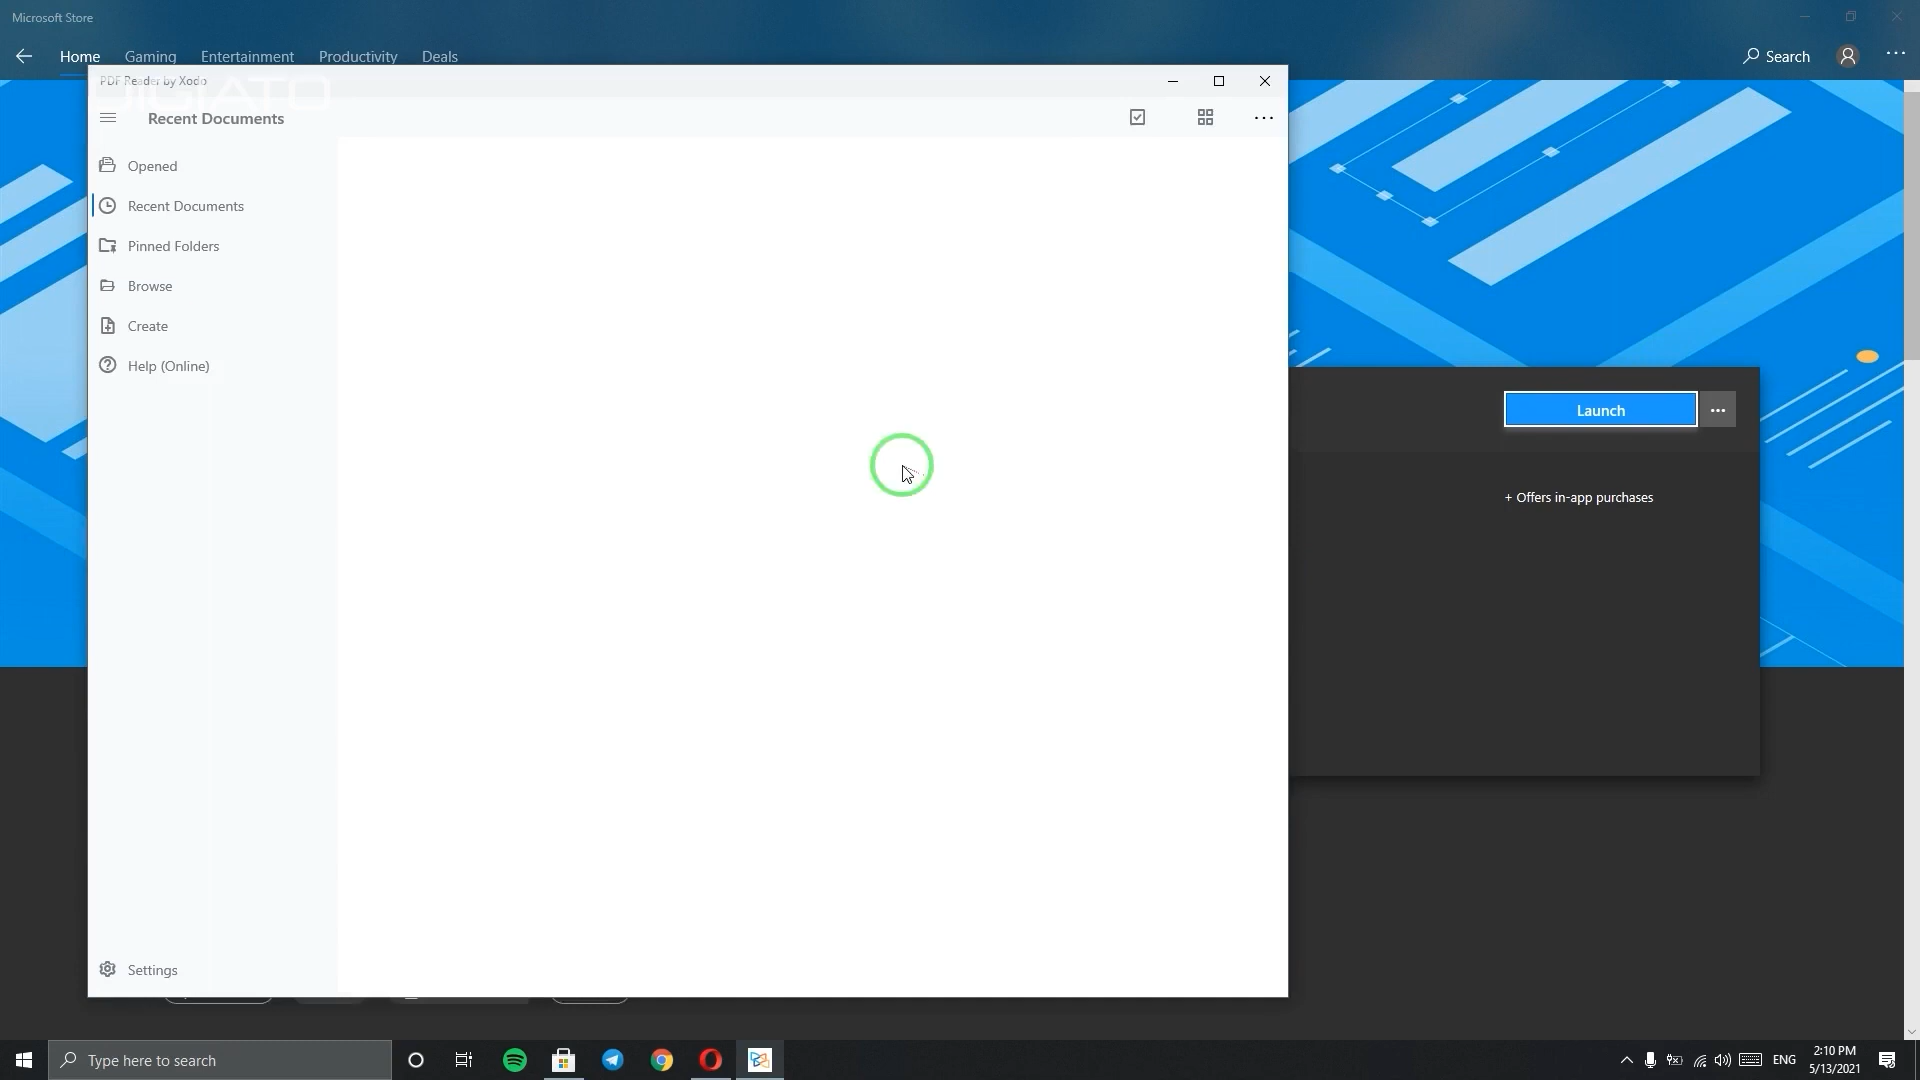 Microsoft Store
Home Gaming Entertainment Productivity Deals
Search
PDF Reader by Xodo
DIGIATO
Recent Documents
Opened
Recent Documents
Pinned Folders
Browse
Create
Help (Online)
Launch
+ Offers in-app purchases
Settings
Type here to search
ENG
2:10 PM
5/13/2021